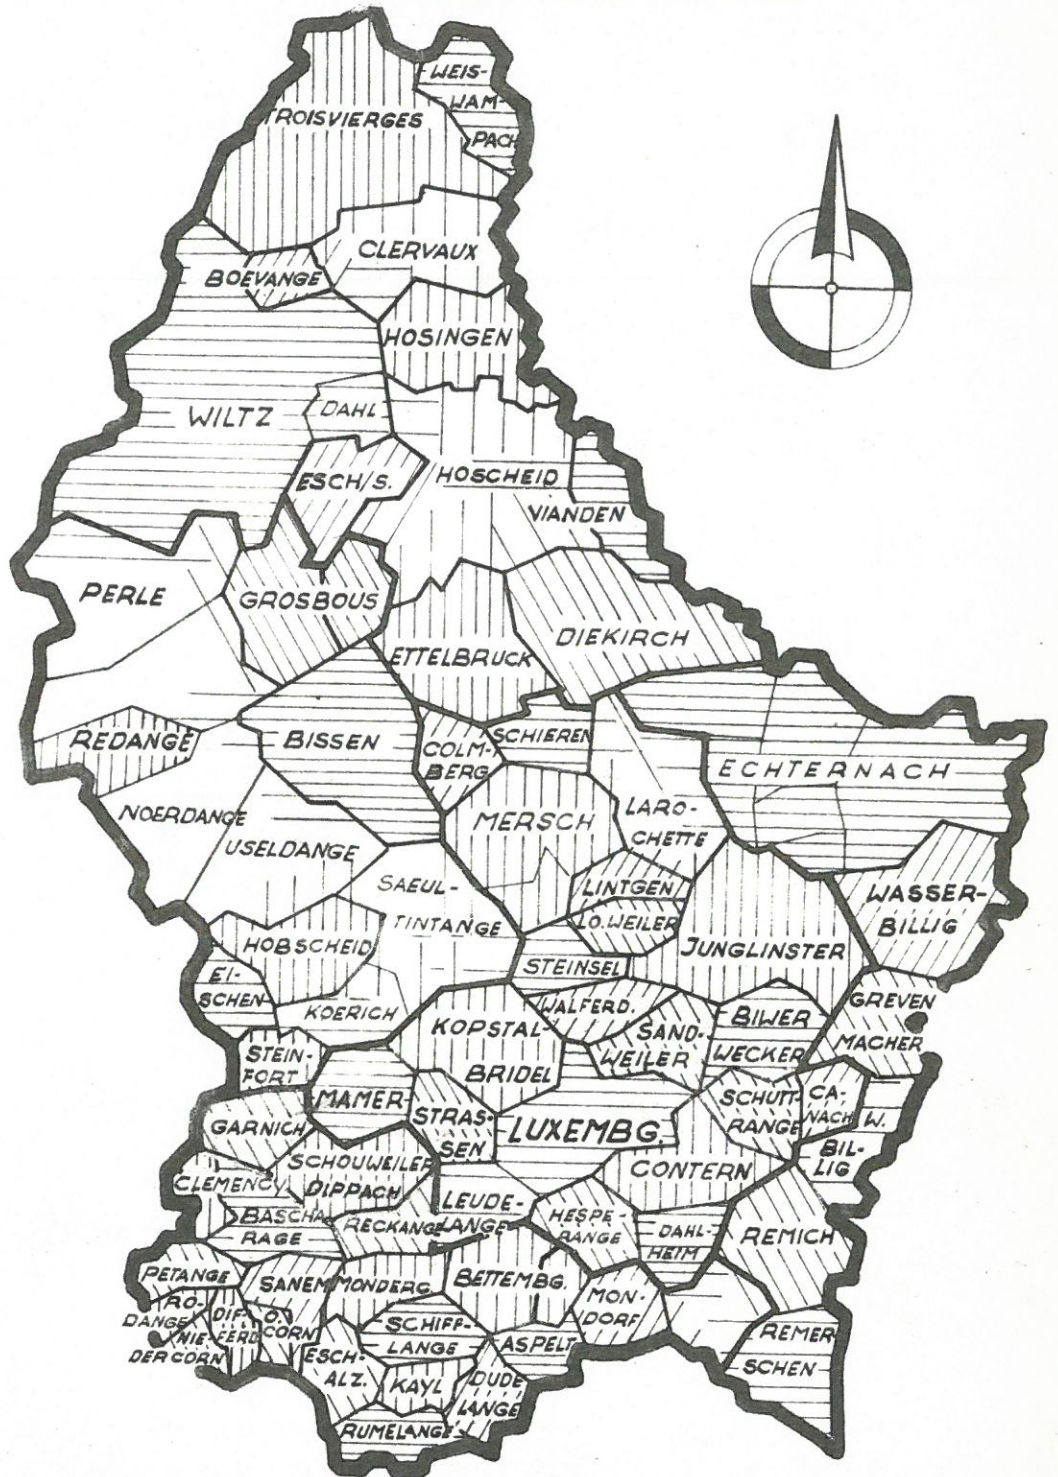 WEIS-
WAM-
PACH
TROISVIERGES
CLERVAUX
BOEVANGE
HOSINGEN
WILTZ
DAHL
ESCH/S.
HOSCHEID
VIANDEN
PERLE
GROSBOUS
DIEKIRCH
ETTELBRUCK
REDANGE
BISSEN
COLM-
BERG
SCHIEREN
ECHTERNACH
NOERDANGE
USELDANGE
MERSCH
LARO-
CHETTE
SAEUL-
TINTANGE
LINTGEN
LO.WEILER
WASSER-
BILLIG
HOBSCHEID
JUNGLINSTER
EI-
SCHEN
STEINSEL
KOERICH
WALFERD.
GREVEN
MACHER
KOPSTAL-
BRIDEL
SAND-
WEILER
BIWER
WECKER
STEIN-
FORT
MAMER
STRAS-
SEN
LUXEMBG.
SCHUTT-
RANGE
CA-
NACH
W.
BIL-
LIG
GARNICH
SCHOUWEILER
DIPPACH
CONTERN
CLEMENCY
BASCHA
RAGE
RECKANGE
LEUDE-
LANGE
HESPE-
RANGE
DAHL-
HEIM
REMICH
PETANGE
SANEM
MONDERG.
BETTEMBG.
MON-
DORF
RO-
DANGE
DIF-
FERD
O.
CORN
NIE
DERCORN
SCHIFF-
LANGE
ASPELT
REMER
SCHEN
ESCH-
ALZ.
KAYL
DUDE
LANGE
RUMELANGE